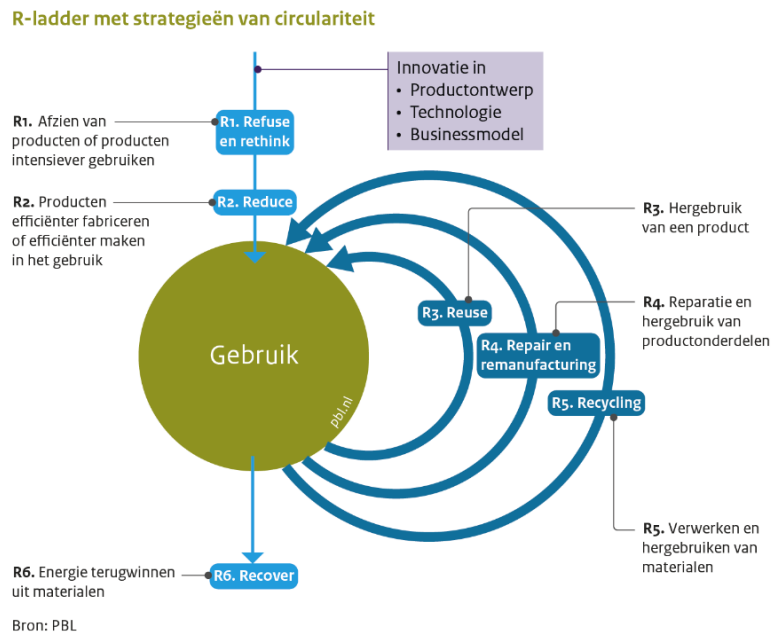 R-ladder met strategieën van circulariteit
Innovatie in
• Productontwerp
• Technologie
• Businessmodel
R1. Afzien van
producten of producten
intensiever gebruiken
R1. Refuse
en rethink
R2. Producten
efficiënter fabriceren
of efficiënter maken
in het gebruik
R2. Reduce
R3. Hergebruik
van een product
R3. Reuse
R4. Reparatie en
hergebruik van
productonderdelen
R4. Repair en
remanufacturing
Gebruik
pbl.nl
R5. Recycling
R5. Verwerken en
hergebruiken van
materialen
R6. Energie terugwinnen
uit materialen
R6. Recover
Bron: PBL